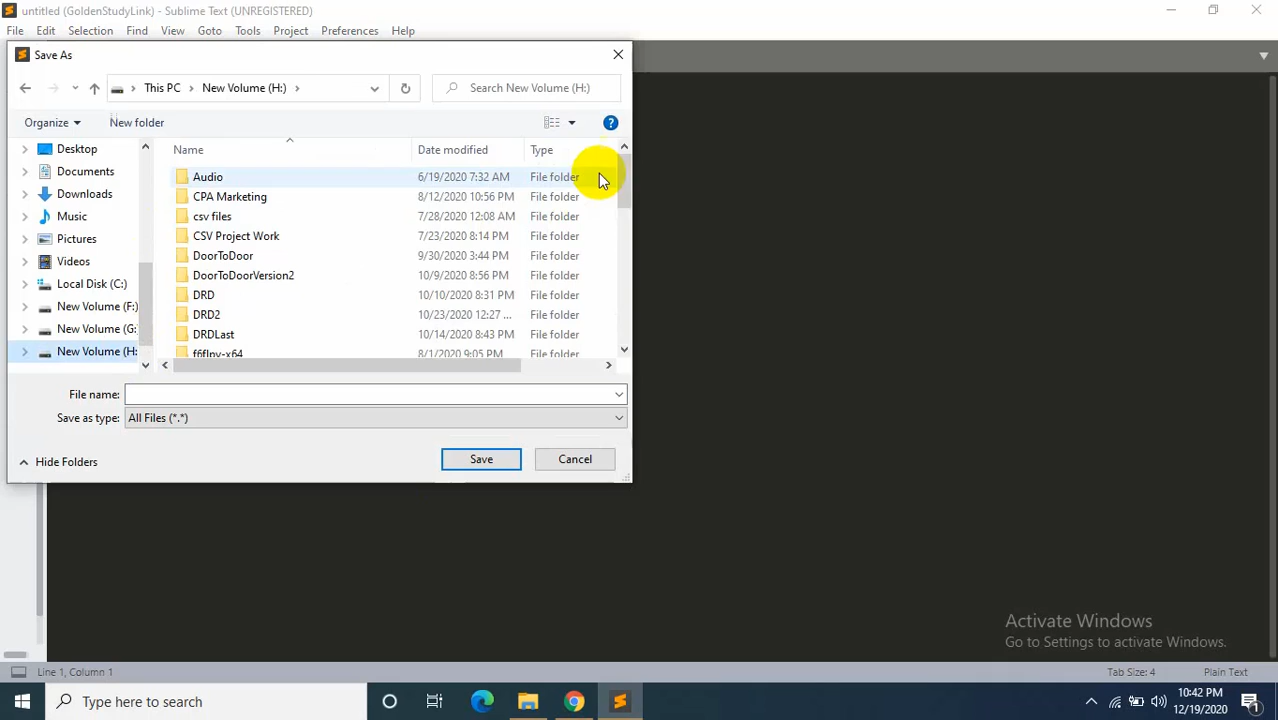 untitled (GoldenStudyLink) - Sublime Text (UNREGISTERED)
File Edit Selection Find View Goto Tools Project Preferences Help
Save As
This PC New Volume (H:)
Search New Volume (H:)
Organize New folder
Name Date modified Type
Desktop
Documents
Downloads
Music
Pictures
Videos
Local Disk (C:)
New Volume (F:)
New Volume (G:
New Volume (H:
Audio 6/19/2020 7:32 AM File folder
CPA Marketing 8/12/2020 10:56 PM File folder
csv files 7/28/2020 12:08 AM File folder
CSV Project Work 7/23/2020 8:14 PM File folder
DoorToDoor 9/30/2020 3:44 PM File folder
DoorToDoorVersion2 10/9/2020 8:56 PM File folder
DRD 10/10/2020 8:31 PM File folder
DRD2 10/23/2020 12:27 ... File folder
DRDLast 10/14/2020 8:43 PM File folder
8/1/2020 9:05 PM File folder
File name:
Save as type: All Files (*.*)
Hide Folders
Save Cancel
Activate Windows
Go to Settings to activate Windows.
Line 1, Column 1
Tab Size: 4 Plain Text
Type here to search
10:42 PM
12/19/2020
1